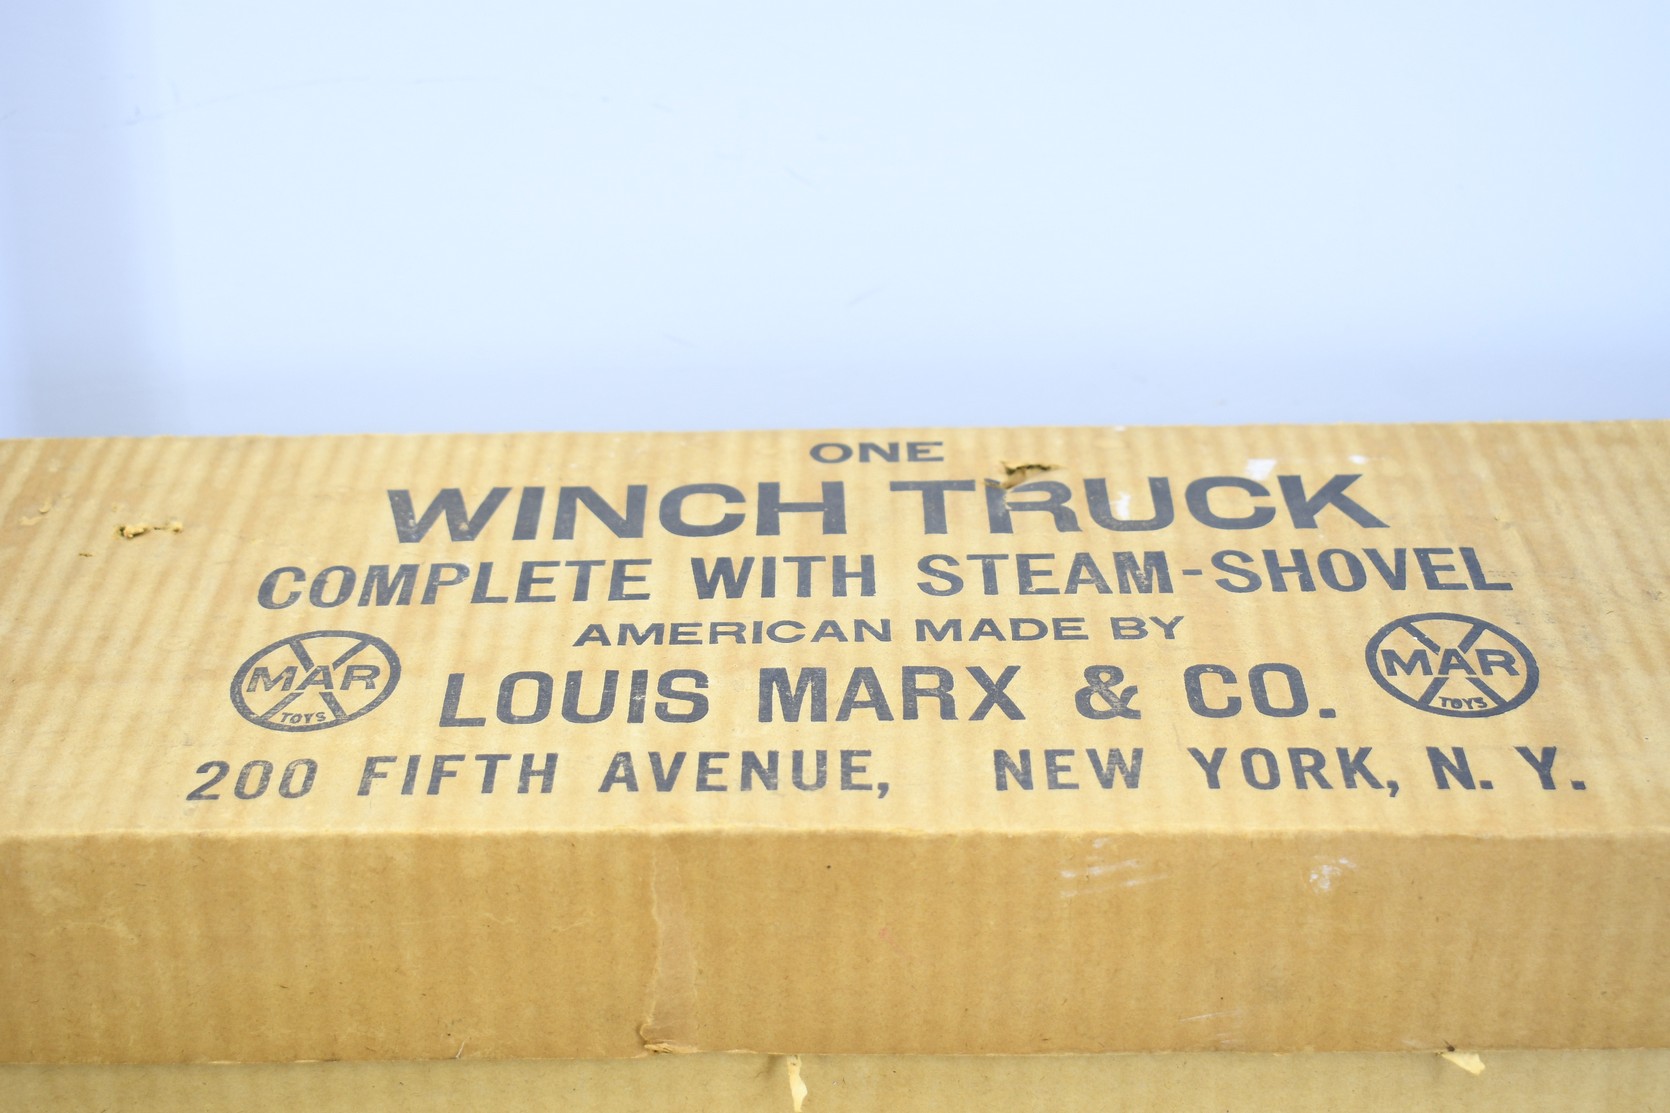 ONE
WINCH TRUCK
COMPLETE WITH STEAM-SHOVEL
AMERICAN MADE BY
MAR
TOYS
LOUIS MARX & CO.
MAR
TOYS
200 FIFTH AVENUE, NEW YORK, N. Y.